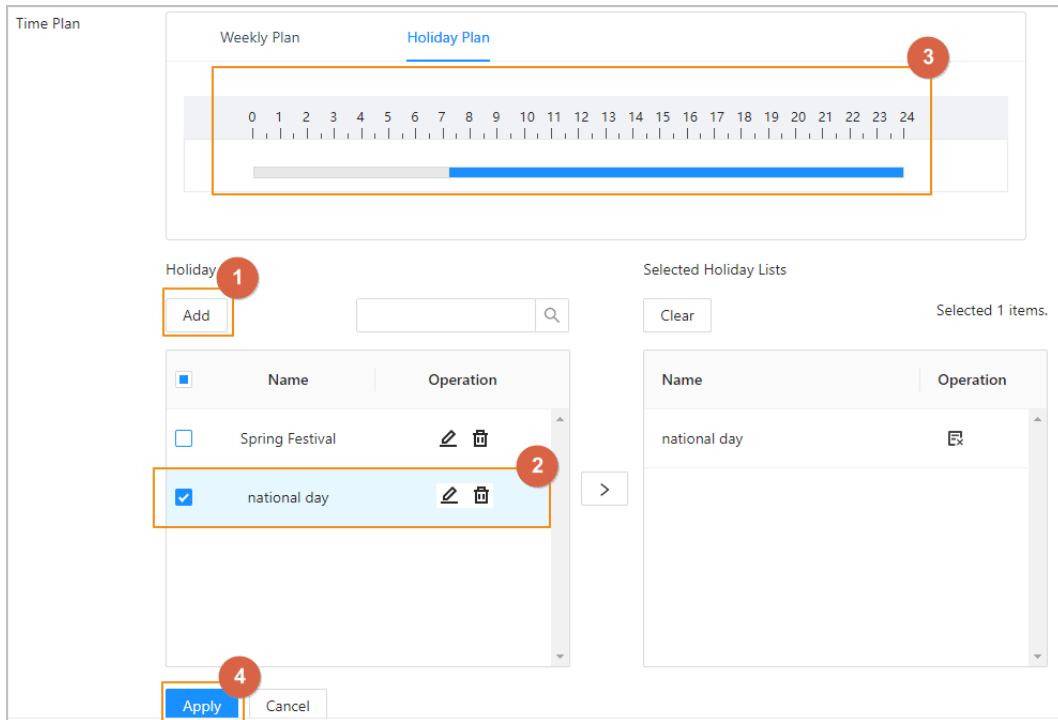 Time Plan
Weekly Plan Holiday Plan
3
0 1 2 3 4 5 6 7 8 9 10 11 12 13 14 15 16 17 18 19 20 21 22 23 24
Holiday
1
Selected Holiday Lists
Add
Clear
Selected 1 items.
Name Operation
Name Operation
Spring Festival
national day
2
national day
4
Apply Cancel